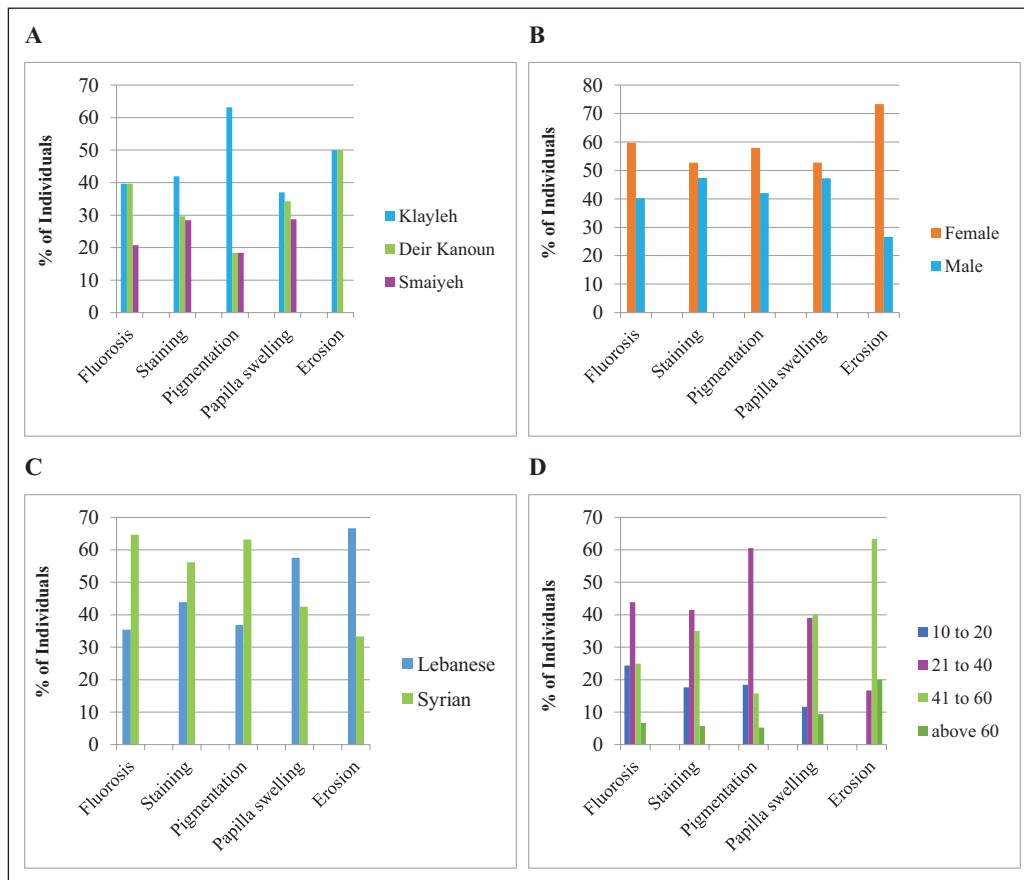 A
% of Individuals
70
60
50
40
30
20
10
0
Fluorosis
Staining
Pigmentation
Papilla swelling
Erosion
Klayleh
Deir Kanoun
Smaiyeh
B
% of Individuals
80
70
60
50
40
30
20
10
0
Fluorosis
Staining
Pigmentation
Papilla swelling
Erosion
Female
Male
C
% of Individuals
70
60
50
40
30
20
10
0
Fluorosis
Staining
Pigmentation
Papilla swelling
Erosion
Lebanese
Syrian
D
% of Individuals
70
60
50
40
30
20
10
0
Fluorosis
Staining
Pigmentation
Papilla swelling
Erosion
10 to 20
21 to 40
41 to 60
above 60